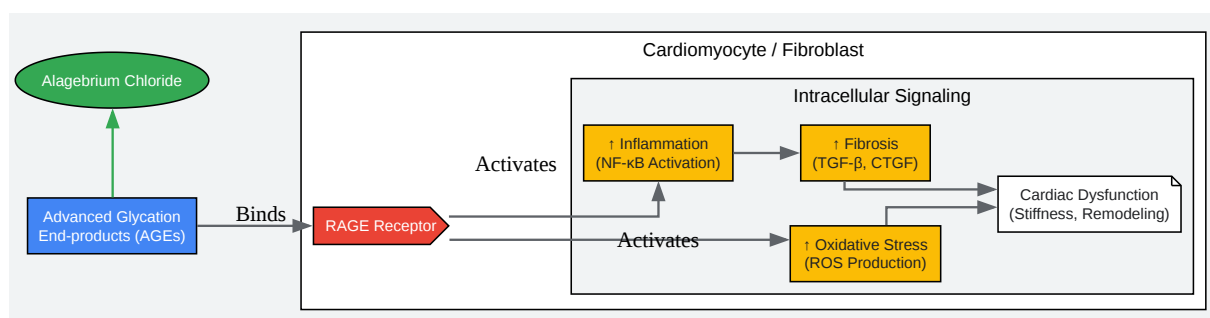 Cardiomyocyte / Fibroblast
Intracellular Signaling
Alagebrium Chloride
Advanced Glycation
End-products (AGEs)
Binds
RAGE Receptor
Activates
Activates
↑ Inflammation
(NF-κB Activation)
↑ Fibrosis
(TGF-β, CTGF)
↑ Oxidative Stress
(ROS Production)
Cardiac Dysfunction
(Stiffness, Remodeling)